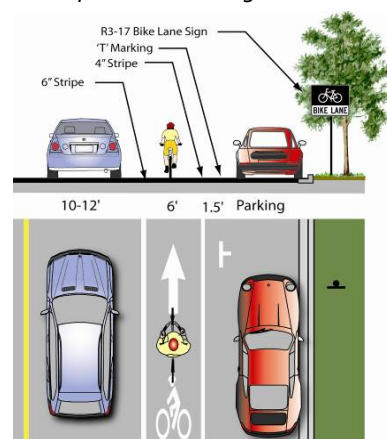 R3-17 Bike Lane Sign
'T' Marking
4” Stripe
6” Stripe
BIKE LANE
10-12' 6' 1.5' Parking